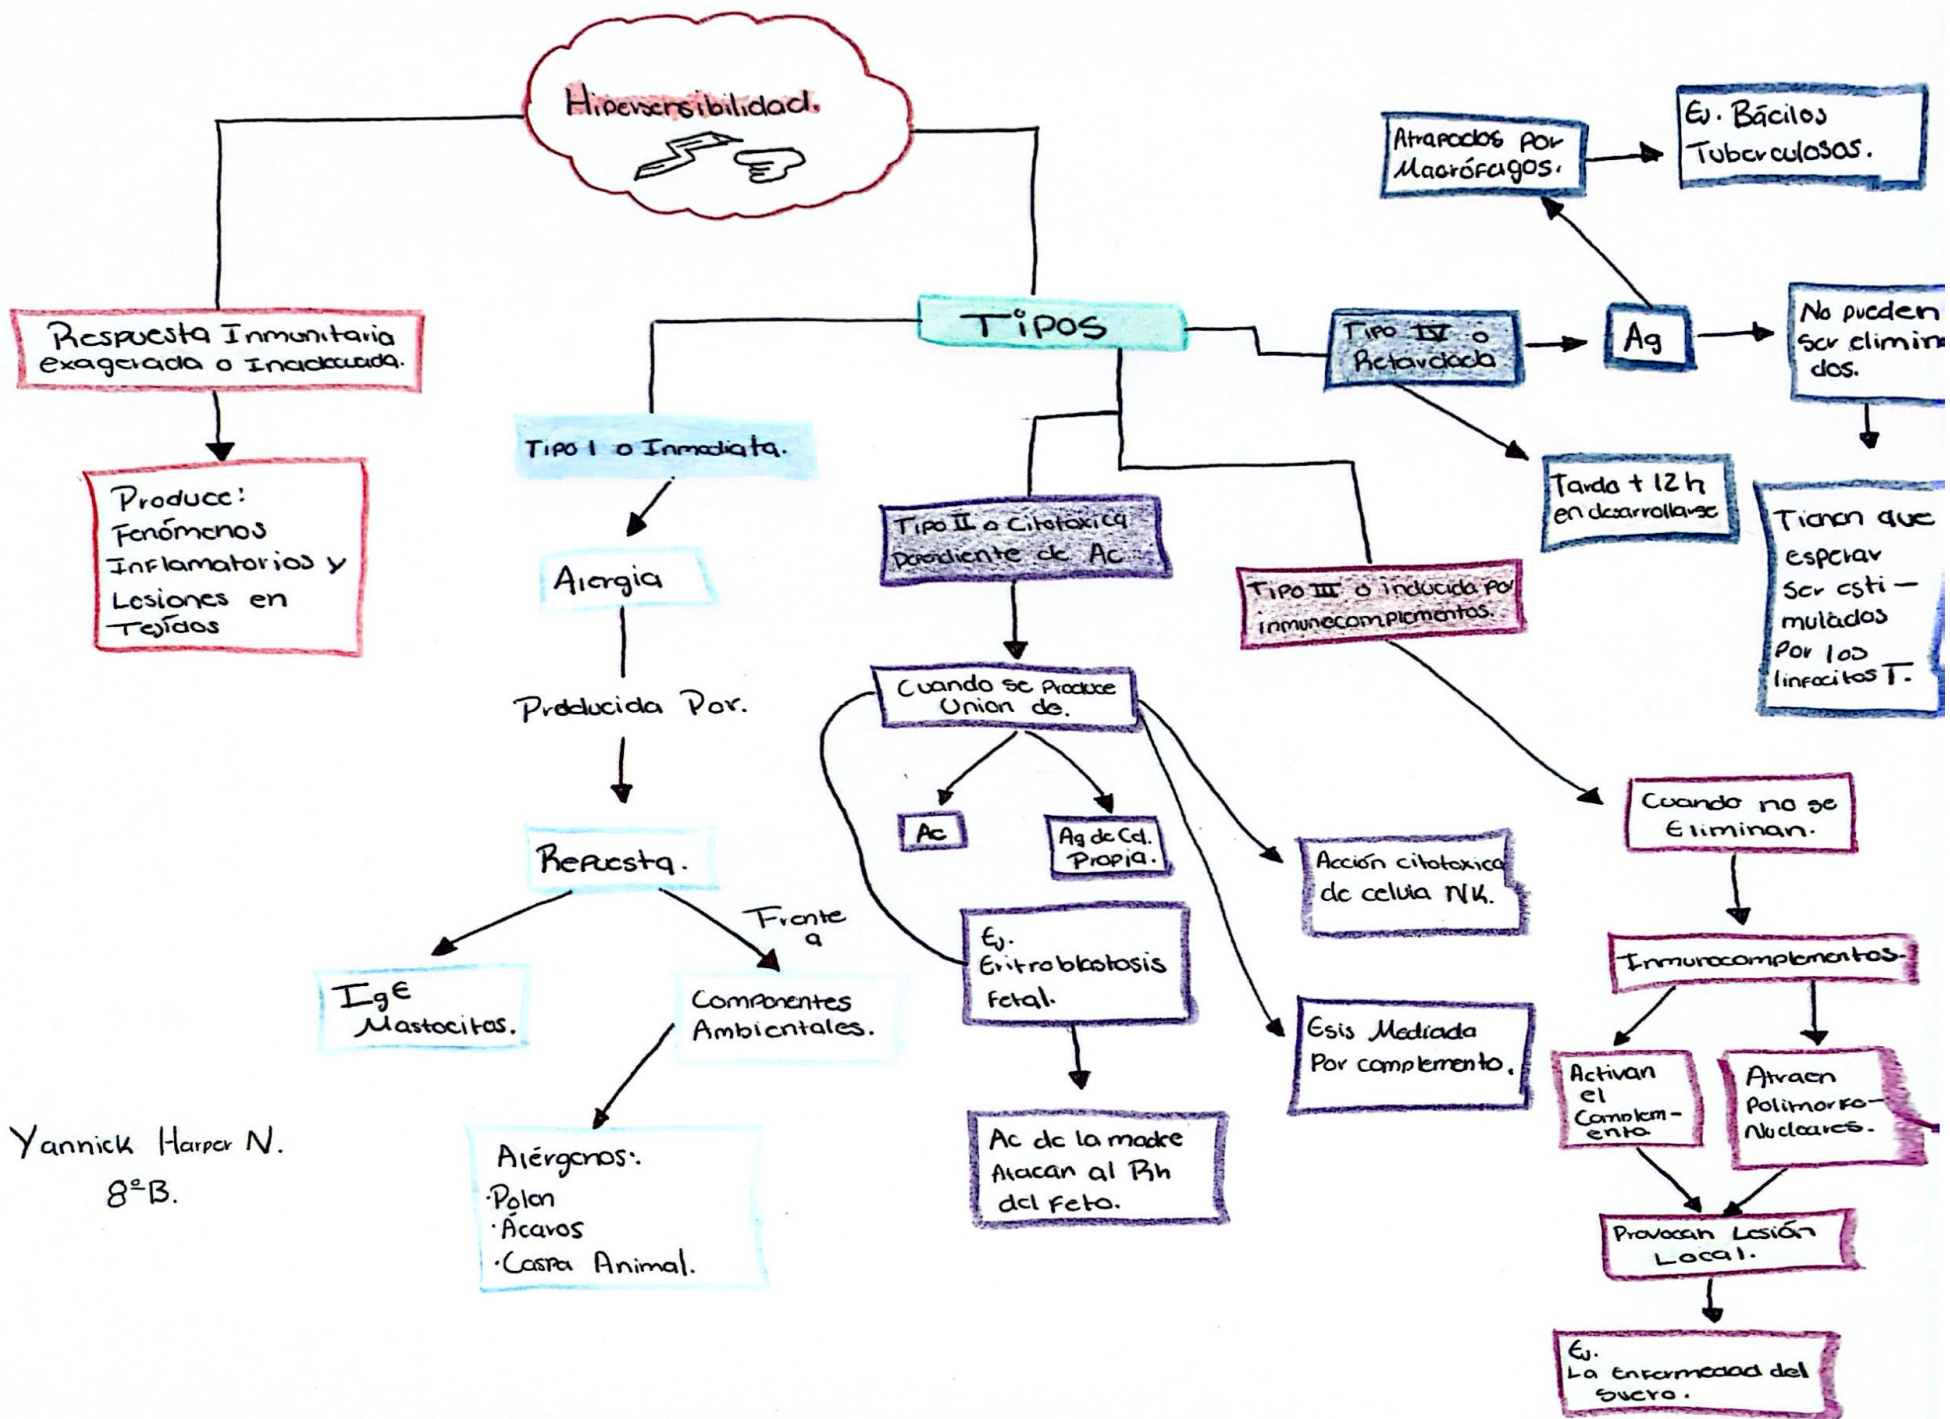 Hipersensibilidad.
Respuesta Inmunitaria
exagerada o Inadecuada.
Produce:
Fenómenos
Inflamatorios y
Lesiones en
Tejidos
Tipos
Tipo I o Inmediata.
Alergia
Producida Por.
Repuesta.
IgE
Mastocitos.
Frente
a
Componentes
Ambientales.
Alérgenos:
·Polen
·Ácaros
·Caspa Animal.
Tipo II o Citotóxica
Dependiente de Ac
Cuando se Produce
Union de.
Ac
Ag de Cel.
Propia.
Ej.
Eritroblastosis
Fetal.
Ac de la madre
Atacan al Rh
del Feto.
Acción citotoxica
de celula NK.
Esis Mediada
Por complemento.
Tipo III o inducida por
inmunecomplementos.
Cuando no se
Eliminan.
Inmunocomplementos.
Activan
el
Complem-
ento
Atraen
Polimorfo-
Nucleares.
Provocan Lesión
Local.
Ej.
La Enfermedad del
Suero.
Tipo IV o
Retardada
Tarda + 12 h
en desarrollarse
Ag
Atrapados por
Macrófagos.
Ej. Bácilos
Tuberculosos.
No pueden
ser elimina
dos.
Tienen que
esperar
ser esti-
mulados
Por los
linfocitos T.
Yannick Harper N.
8ºB.